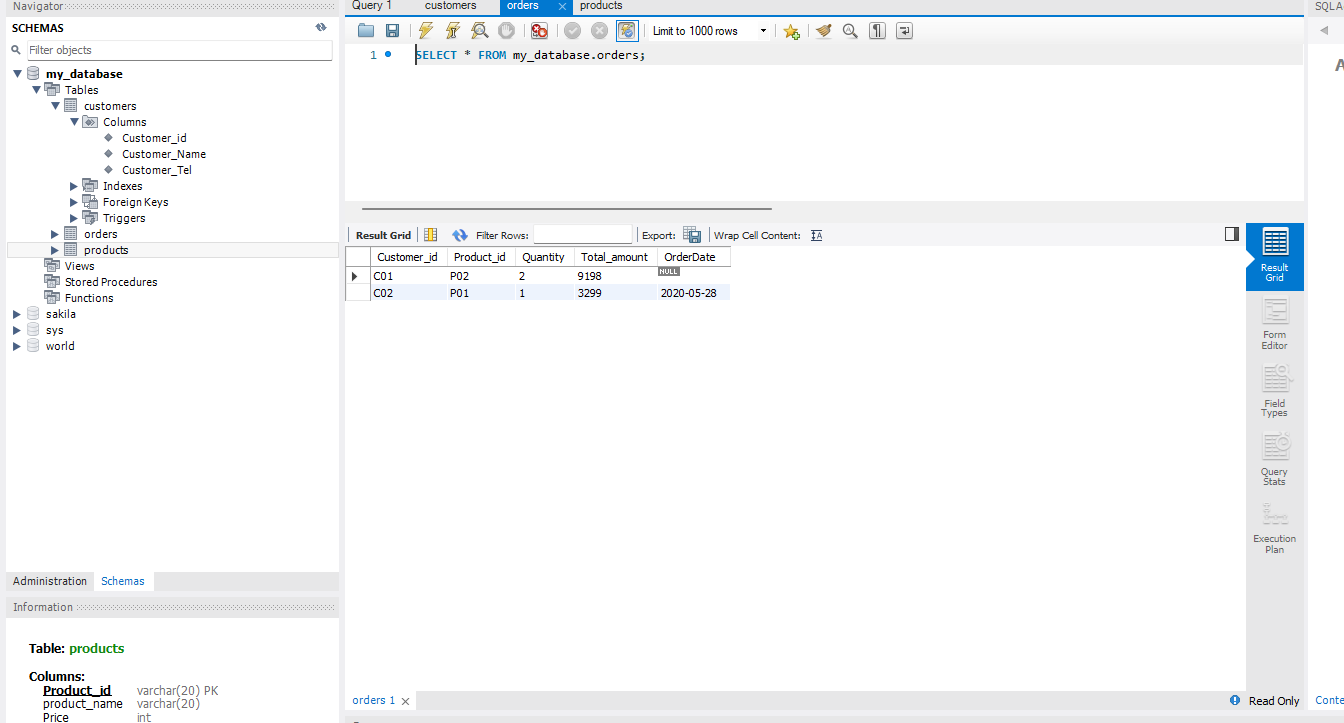 Navigator
SCHEMAS
Filter objects
my_database
Tables
customers
Columns
Customer_id
Customer_Name
Customer_Tel
Indexes
Foreign Keys
Triggers
orders
products
Views
Stored Procedures
Functions
sakila
sys
world
Administration Schemas
Information
Table: products
Columns:
Product_id varchar(20) PK
product_name varchar(20)
Price int
Query 1 customers orders products
Limit to 1000 rows
1 SELECT * FROM my_database.orders;
Result Grid Filter Rows: Export: Wrap Cell Content:
Customer_id Product_id Quantity Total_amount OrderDate
C01 P02 2 9198 NULL
C02 P01 1 3299 2020-05-28
Result
Grid
Form
Editor
Field
Types
Query
Stats
Execution
Plan
orders 1
Read Only
SQLA
A
Conte